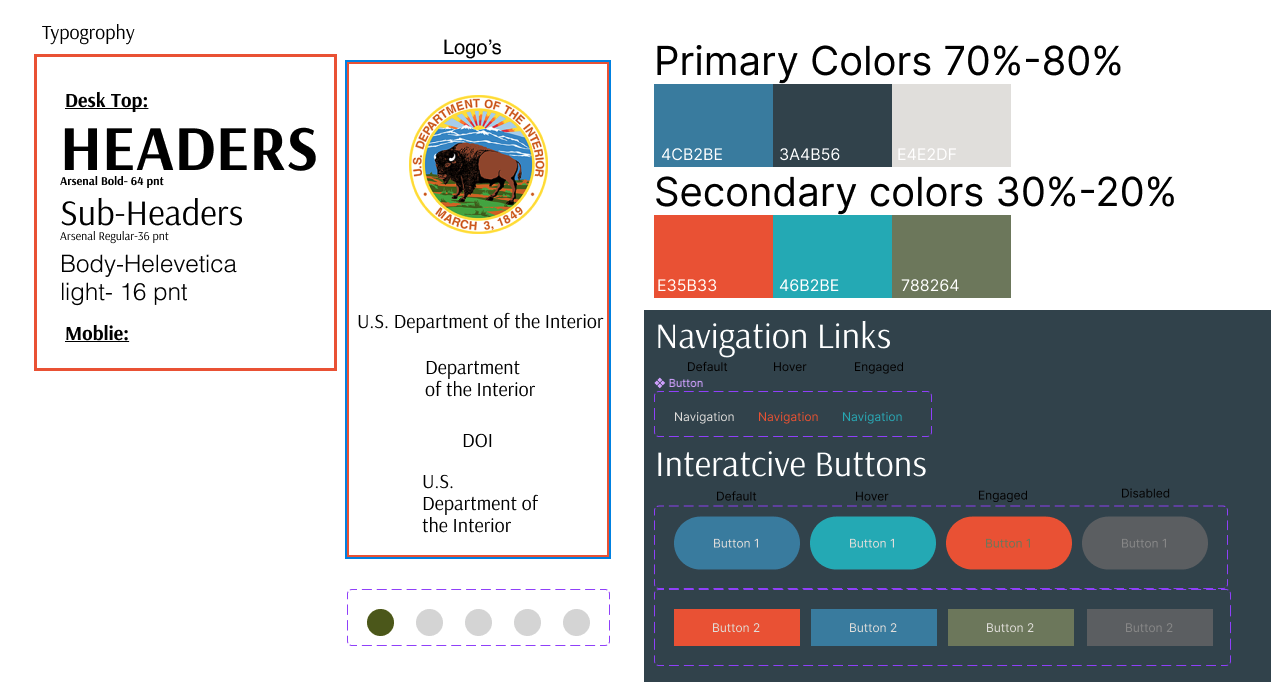 Typogrophy
Desk Top:
HEADERS
Arsenal Bold- 64 pnt
Sub-Headers
Arsenal Regular-36 pnt
Body-Helevetica
light- 16 pnt
Moblie:
Logo's
U.S. DEPARTMENT OF THE INTERIOR
MARCH 3, 1849
U.S. Department of the Interior
Department
of the Interior
DOI
U.S.
Department of
the Interior
Primary Colors 70%-80%
4CB2BE 3A4B56 E4E2DF
Secondary colors 30%-20%
E35B33 46B2BE 788264
Navigation Links
Default Hover Engaged
Button
Navigation Navigation Navigation
Interatcive Buttons
Default Hover Engaged Disabled
Button 1 Button 1 Button 1 Button 1
Button 2 Button 2 Button 2 Button 2